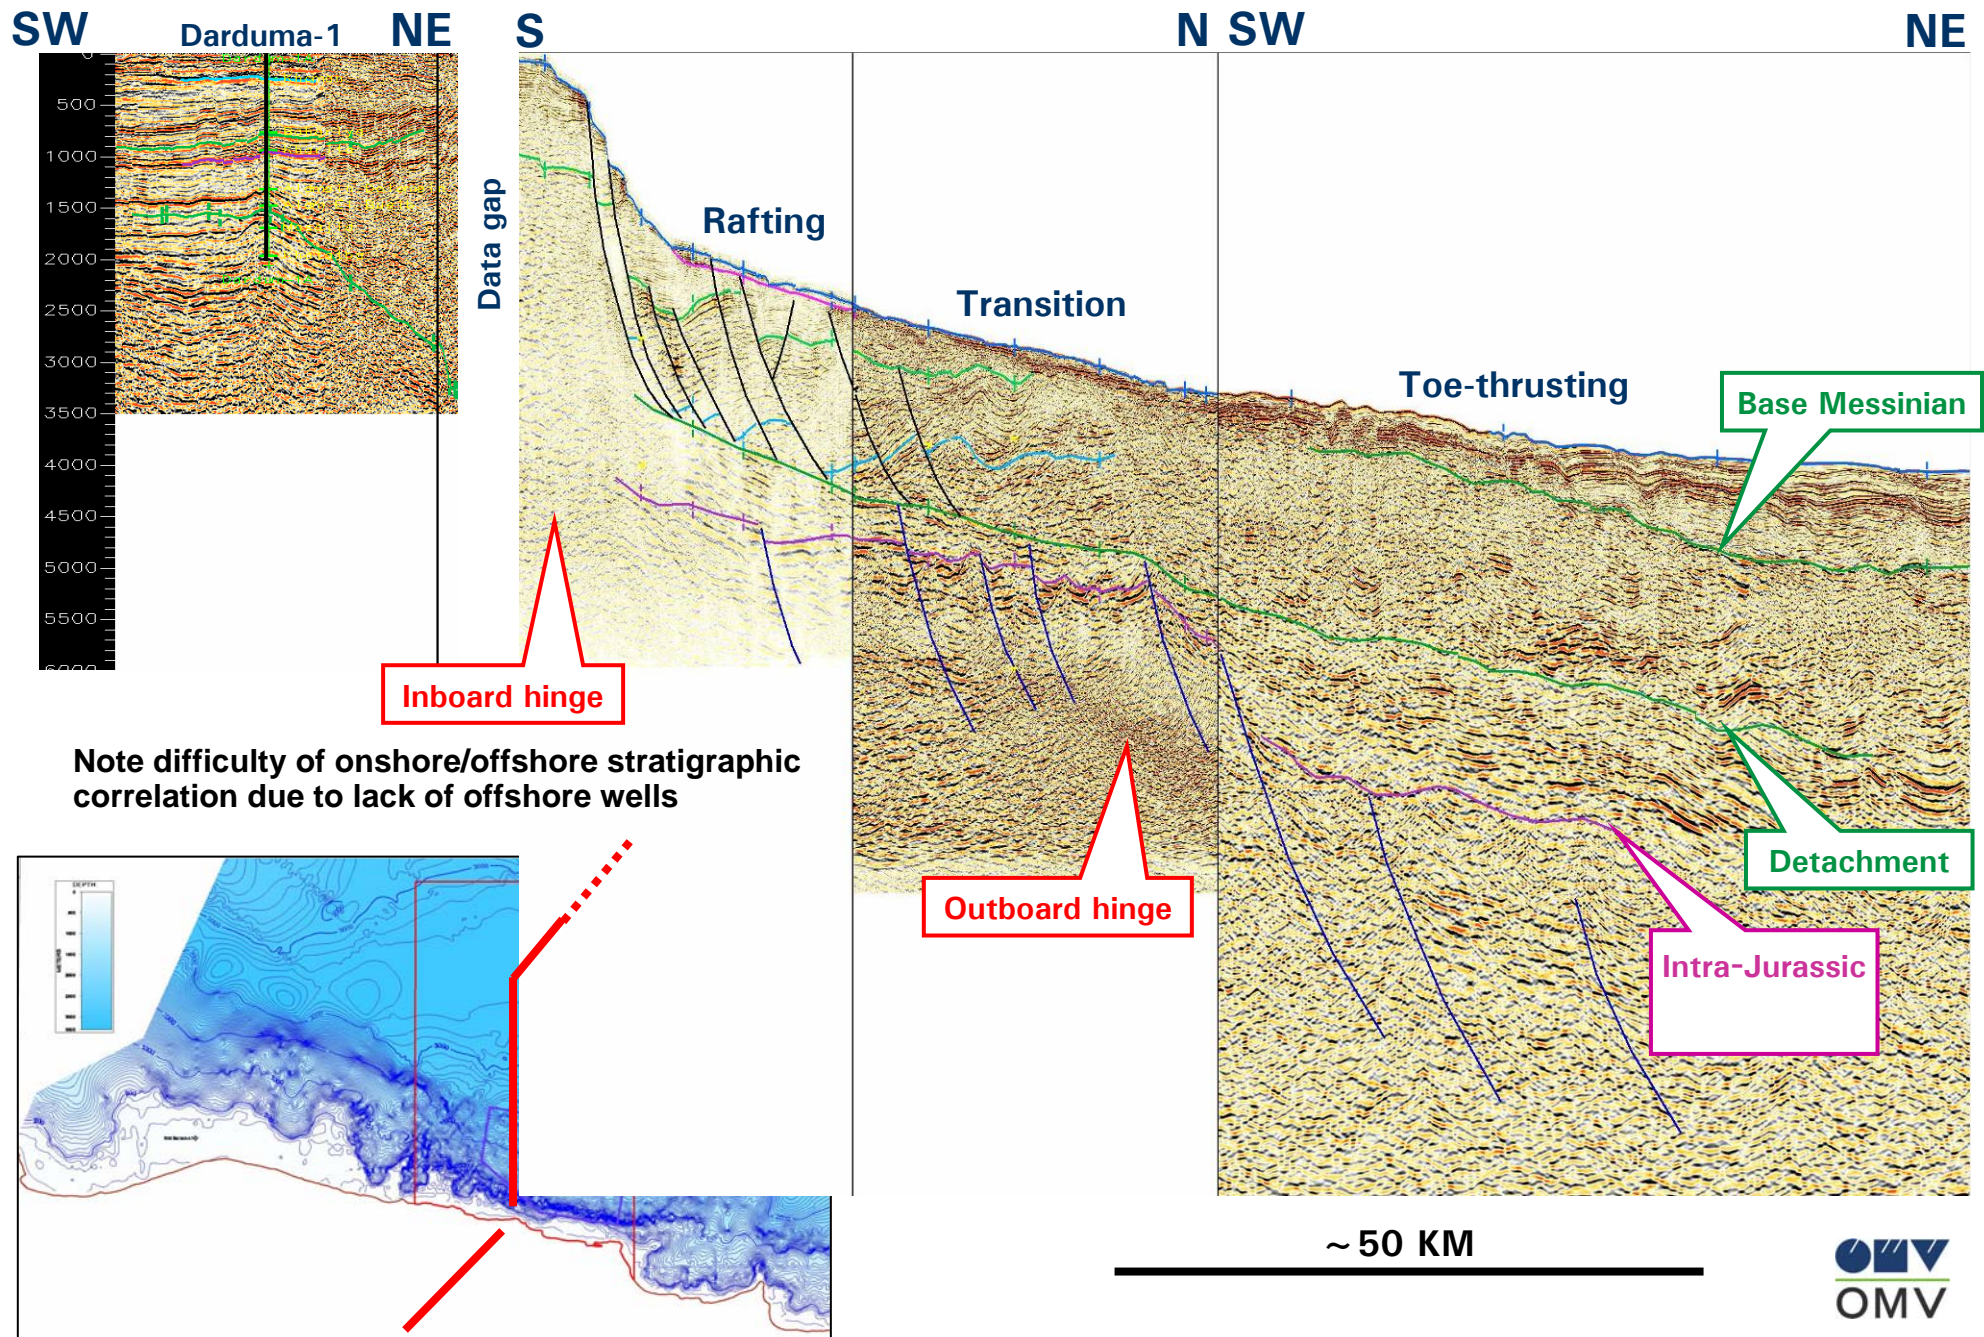 SW
Darduma-1
NE
S
N
SW
NE
500
1000
1500
2000
2500
3000
3500
4000
4500
5000
5500
Data gap
Rafting
Transition
Toe-thrusting
Base Messinian
Inboard hinge
Outboard hinge
Detachment
Intra-Jurassic
Note difficulty of onshore/offshore stratigraphic
correlation due to lack of offshore wells
DEPTH
~50 KM
OMV